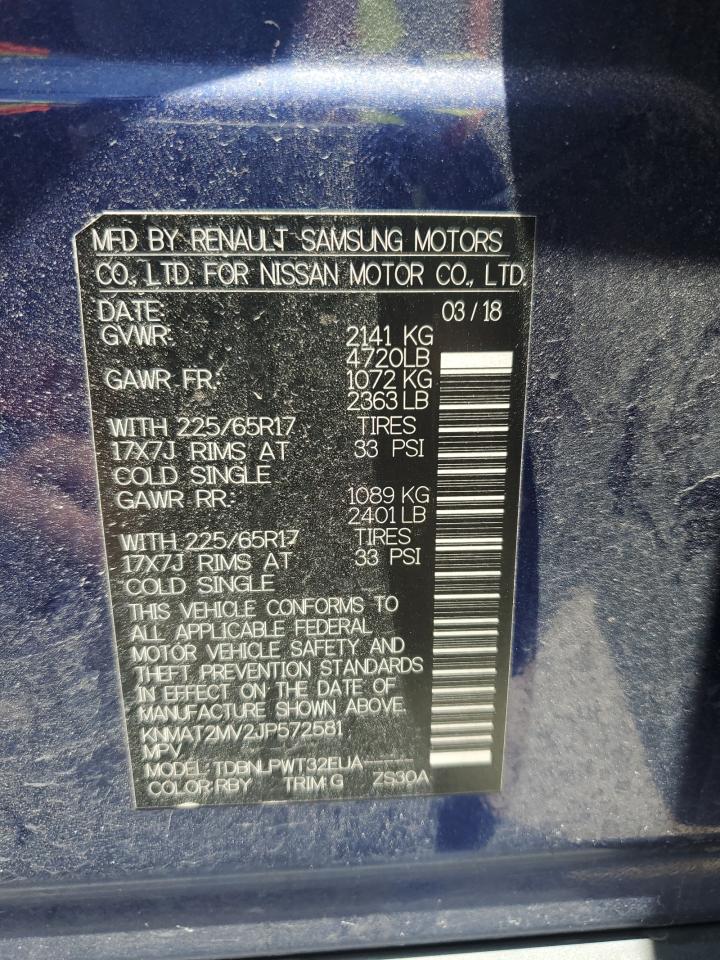 MFD BY RENAULT SAMSUNG MOTORS
CO., LTD. FOR NISSAN MOTOR CO., LTD.
DATE: 03/18
GVWR: 2141 KG
4720LB
GAWR FR.: 1072 KG
2363 LB
WITH 225/65R17 TIRES
17X7J RIMS AT 33 PSI
COLD SINGLE
GAWR RR.: 1089 KG
2401 LB
WITH 225/65R17 TIRES
17X7J RIMS AT 33 PSI
COLD SINGLE
THIS VEHICLE CONFORMS TO
ALL APPLICABLE FEDERAL
MOTOR VEHICLE SAFETY AND
THEFT PREVENTION STANDARDS
IN EFFECT ON THE DATE OF
MANUFACTURE SHOWN ABOVE.
KNMAT2MV2JP572581
MPV
MODEL: TDBNLPWT32EUA-----
COLOR:RBY TRIM:G ZS30A